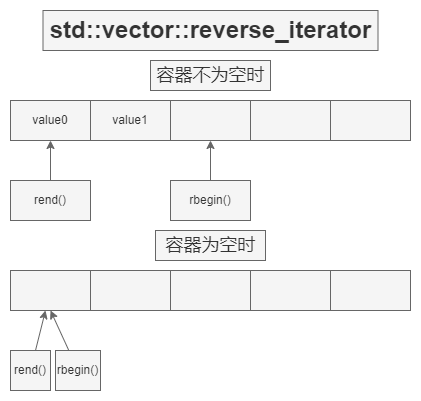 std::vector::reverse_iterator
容器不为空时
value0 value1
rend() rbegin()
容器为空时
rend() rbegin()